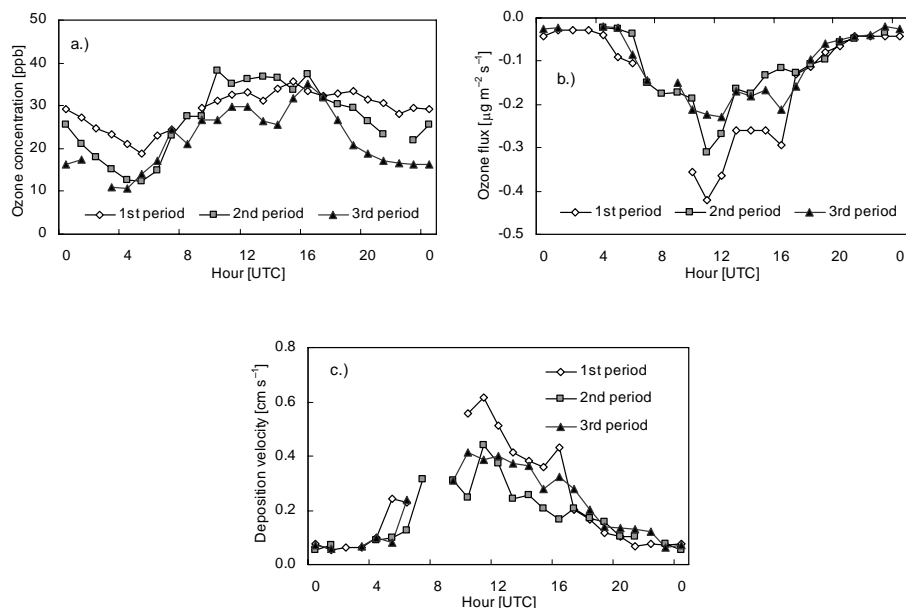 a.)
Ozone concentration [ppb]
50
40
30
20
10
0
1st period 2nd period 3rd period
0 4 8 12 16 20 0
Hour [UTC]
b.)
Ozone flux [µg m⁻² s⁻¹]
0.0
-0.1
-0.2
-0.3
-0.4
-0.5
1st period 2nd period 3rd period
0 4 8 12 16 20 0
Hour [UTC]
c.)
Deposition velocity [cm s⁻¹]
0.8
0.6
0.4
0.2
0.0
1st period
2nd period
3rd period
0 4 8 12 16 20 0
Hour [UTC]